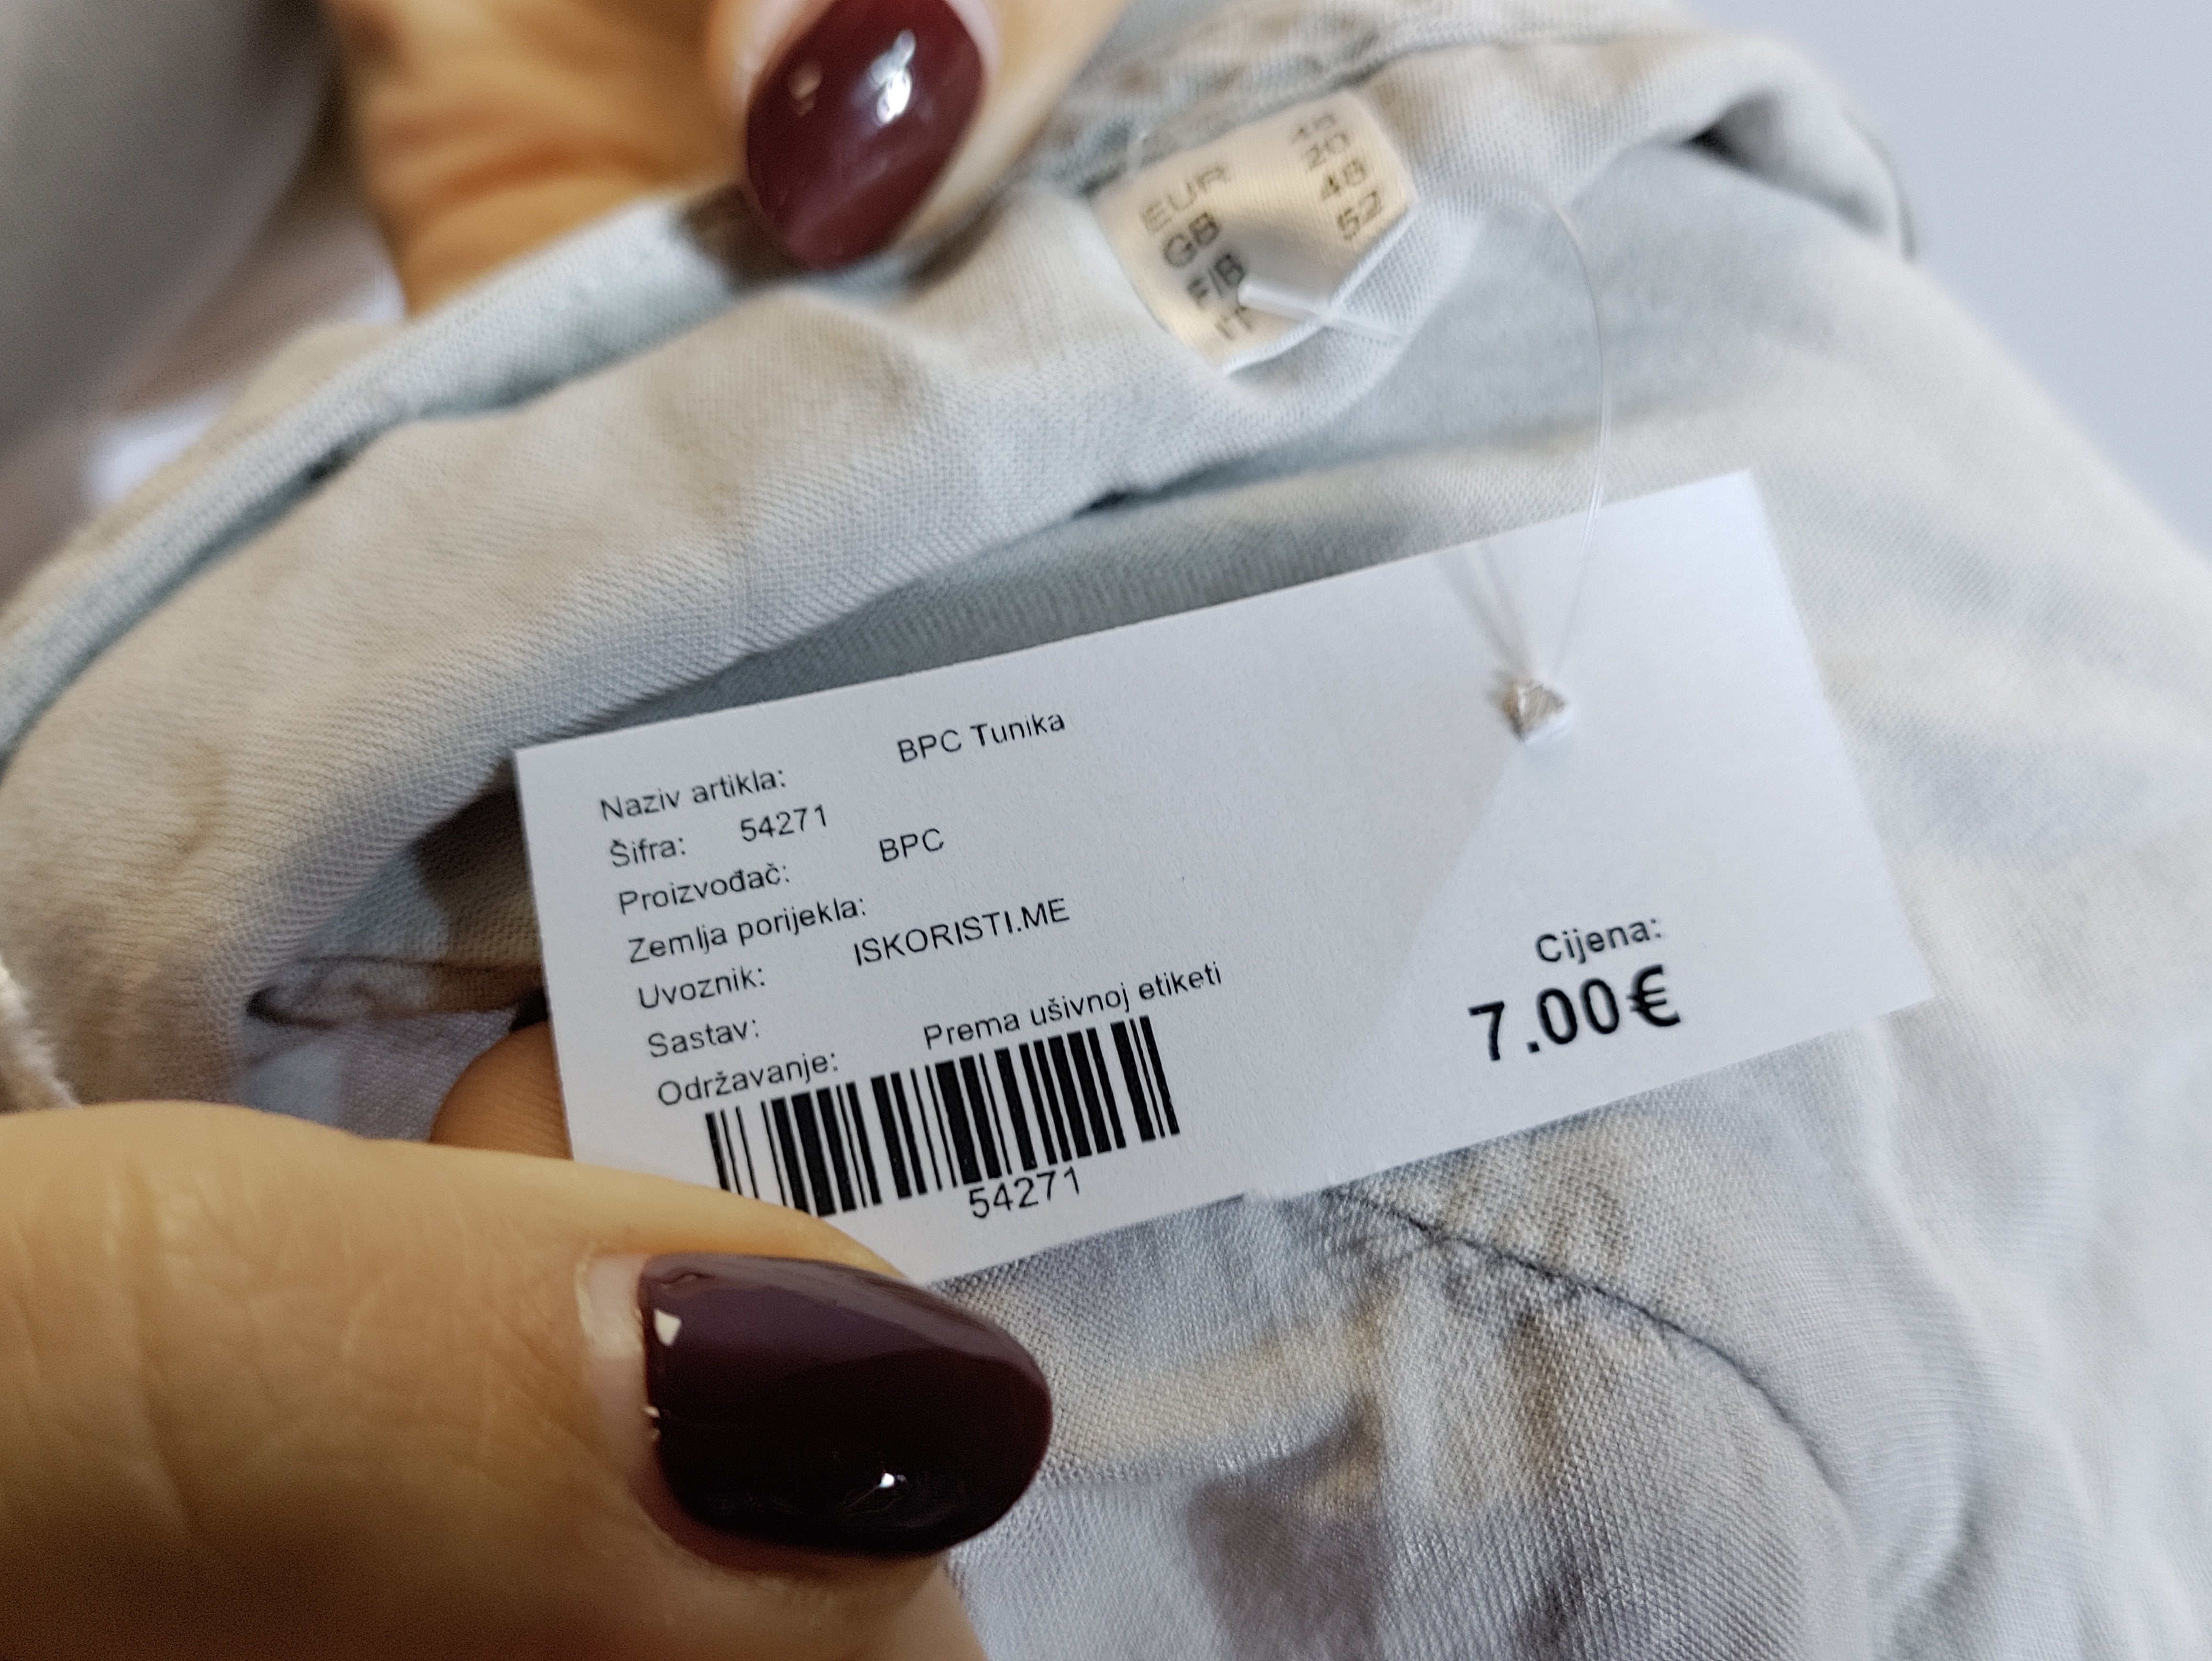 EUR 46
GB 20
F/B 48
IT 52
Naziv artikla: BPC Tunika
Šifra: 54271
Proizvođač: BPC
Zemlja porijekla:
Uvoznik: ISKORISTI.ME
Sastav:
Održavanje: Prema ušivnoj etiketi
54271
Cijena:
7.00€